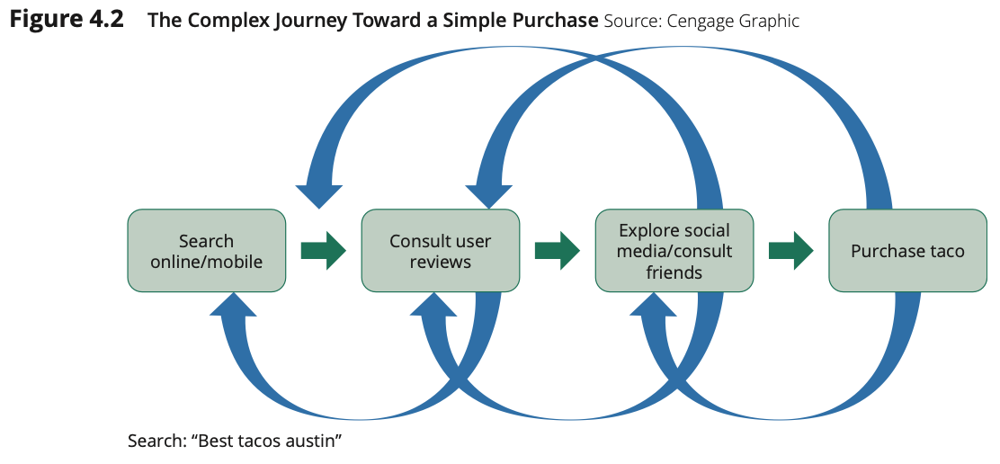 Figure 4.2 The Complex Journey Toward a Simple Purchase Source: Cengage Graphic
Search
online/mobile
Consult user
reviews
Explore social
media/consult
friends
Purchase taco
Search: “Best tacos austin”